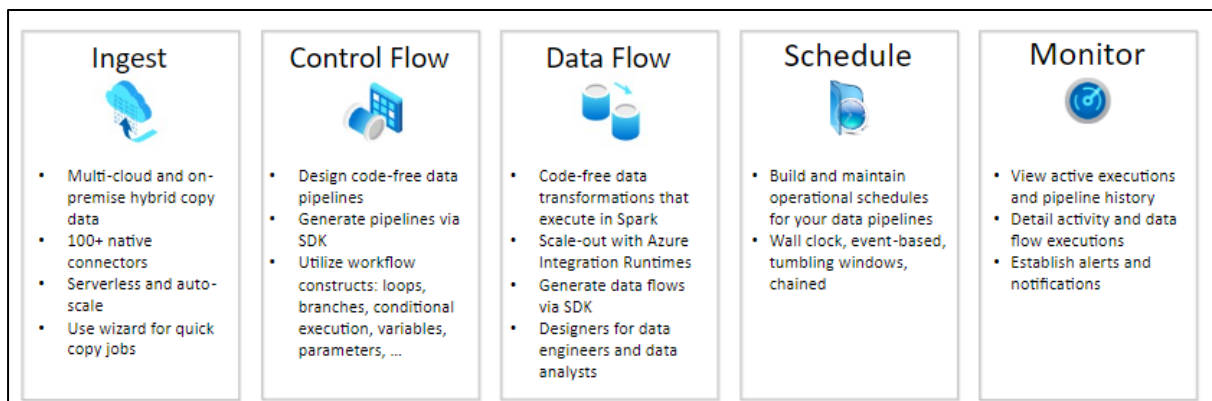 Ingest
• Multi-cloud and on-
premise hybrid copy
data
• 100+ native
connectors
• Serverless and auto-
scale
• Use wizard for quick
copy jobs
Control Flow
• Design code-free data
pipelines
• Generate pipelines via
SDK
• Utilize workflow
constructs: loops,
branches, conditional
execution, variables,
parameters, …
Data Flow
• Code-free data
transformations that
execute in Spark
• Scale-out with Azure
Integration Runtimes
• Generate data flows
via SDK
• Designers for data
engineers and data
analysts
Schedule
• Build and maintain
operational schedules
for your data pipelines
• Wall clock, event-based,
tumbling windows,
chained
Monitor
• View active executions
and pipeline history
• Detail activity and data
flow executions
• Establish alerts and
notifications